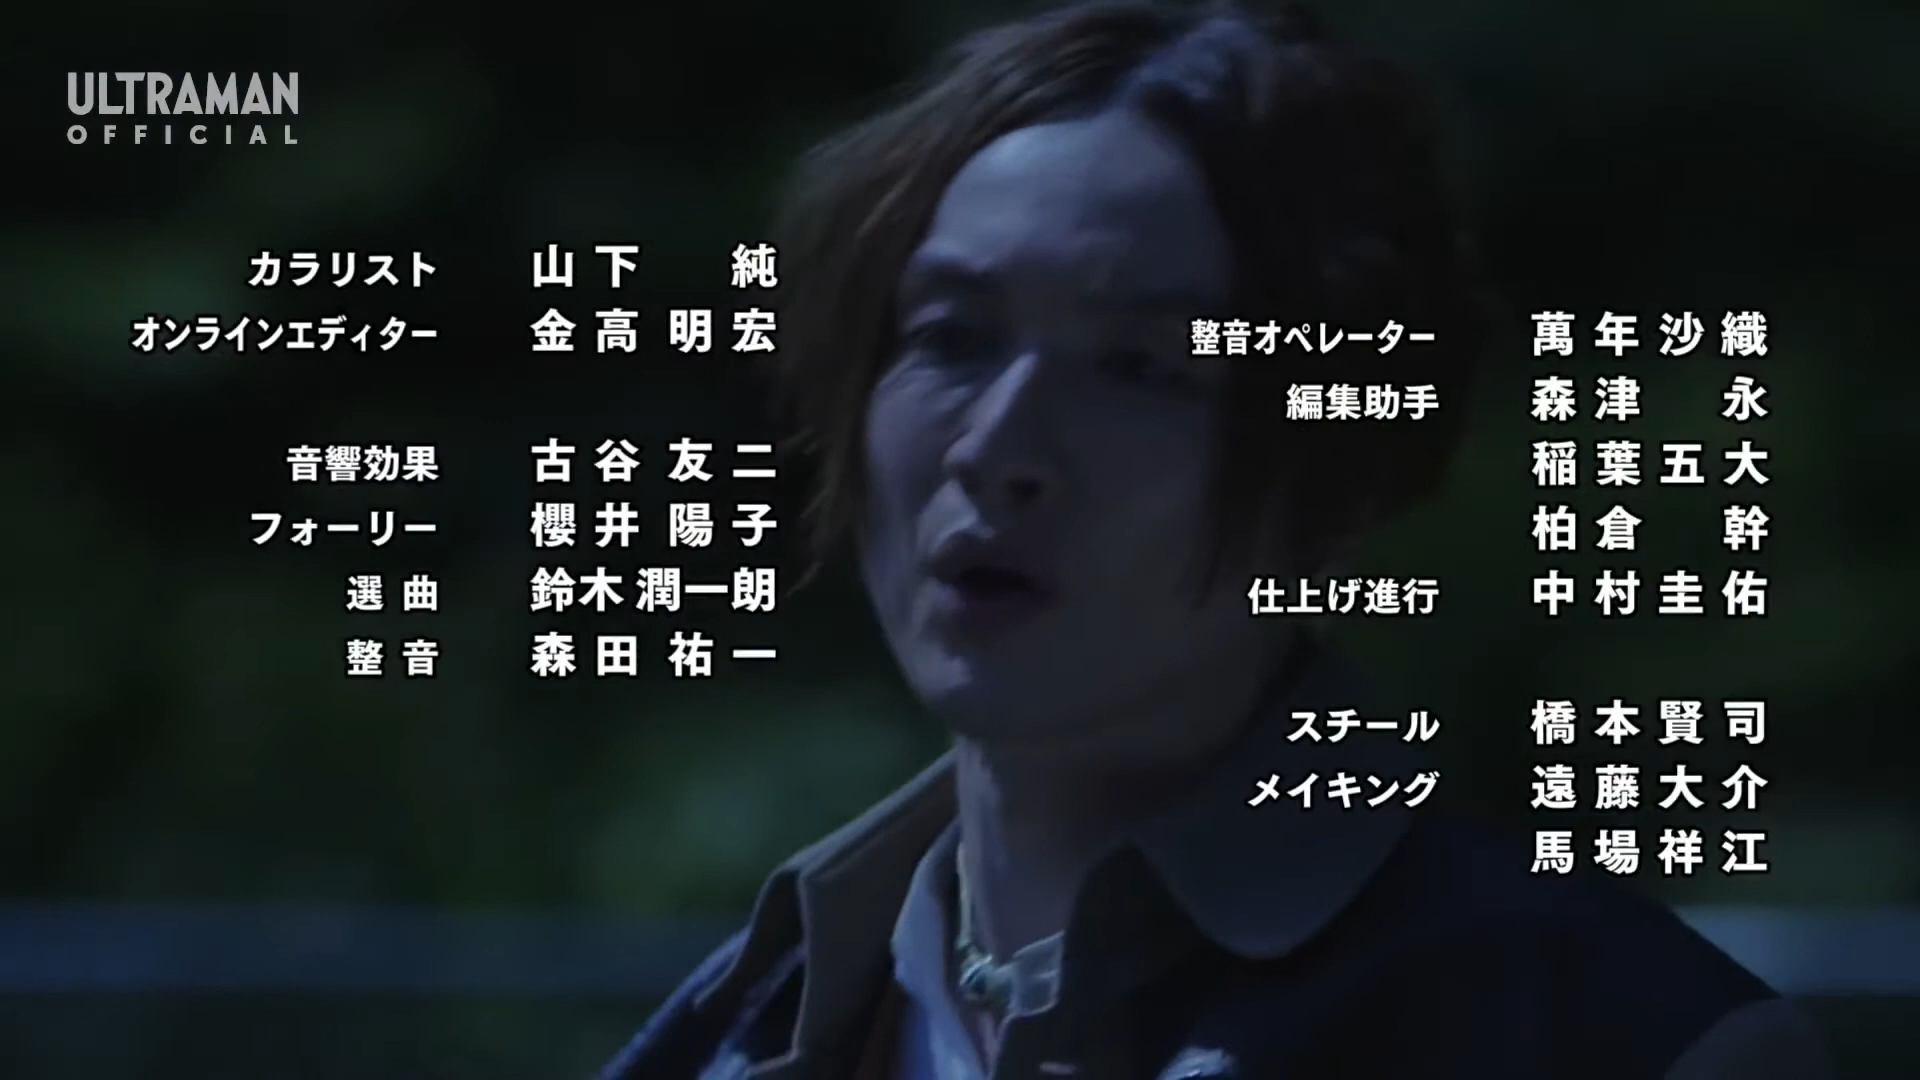 ULTRAMAN
OFFICIAL
カラリスト 山下 純
オンラインエディター 金高明宏
音響効果 古谷友二
フォーリー 櫻井陽子
選曲 鈴木潤一朗
整音 森田祐一
整音オペレーター 萬年沙織
編集助手 森津 永
稲葉五大
柏倉 幹
仕上げ進行 中村圭佑
スチール 橋本賢司
メイキング 遠藤大介
馬場祥江